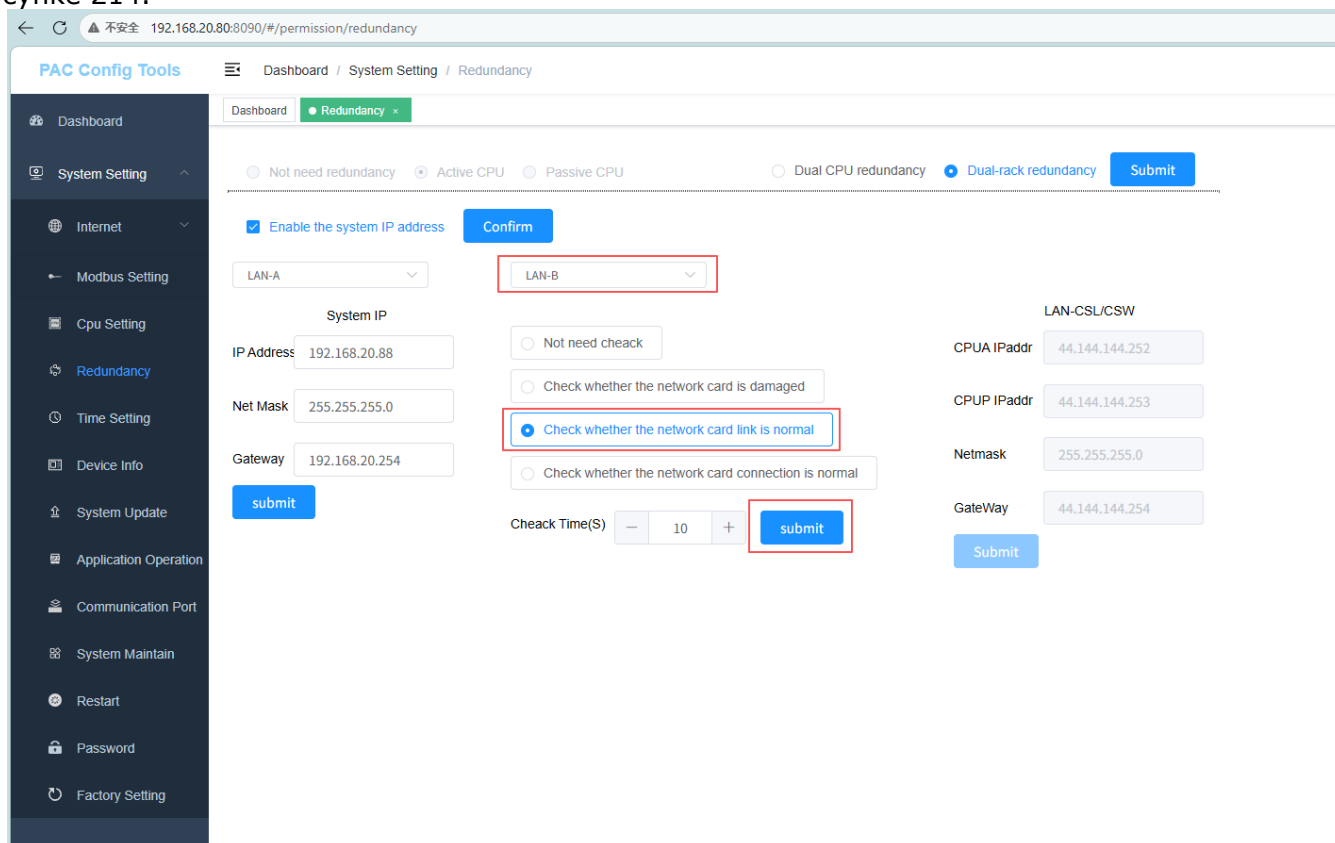 192.168.20.80:8090/#/permission/redundancy
不安全
PAC Config Tools
Dashboard / System Setting / Redundancy
Dashboard
Redundancy ×
Dashboard
System Setting
Internet
Modbus Setting
Cpu Setting
Redundancy
Time Setting
Device Info
System Update
Application Operation
Communication Port
System Maintain
Restart
Password
Factory Setting
Not need redundancy
Active CPU
Passive CPU
Dual CPU redundancy
Dual-rack redundancy
Submit
Enable the system IP address
Confirm
LAN-A
System IP
IP Address 192.168.20.88
Net Mask 255.255.255.0
Gateway 192.168.20.254
submit
LAN-B
Not need cheack
Check whether the network card is damaged
Check whether the network card link is normal
Check whether the network card connection is normal
Cheack Time(S) — 10 +
submit
LAN-CSL/CSW
CPUA IPaddr 44.144.144.252
CPUP IPaddr 44.144.144.253
Netmask 255.255.255.0
GateWay 44.144.144.254
Submit